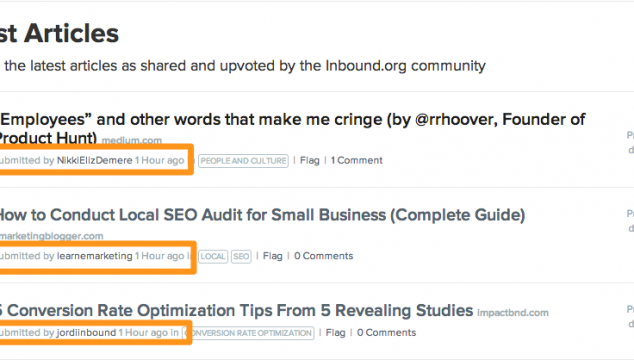 st Articles
the latest articles as shared and upvoted by the Inbound.org community
Employees” and other words that make me cringe (by @rrhoover, Founder of
Product Hunt) medium.com
ubmitted by NikkiElizDemere 1 Hour ago in PEOPLE AND CULTURE | Flag | 1 Comment
How to Conduct Local SEO Audit for Small Business (Complete Guide)
marketingblogger.com
ubmitted by learnemarketing 1 Hour ago in LOCAL SEO | Flag | 0 Comments
5 Conversion Rate Optimization Tips From 5 Revealing Studies impactbnd.com
ubmitted by jordiinbound 1 Hour ago in CONVERSION RATE OPTIMIZATION | Flag | 0 Comments